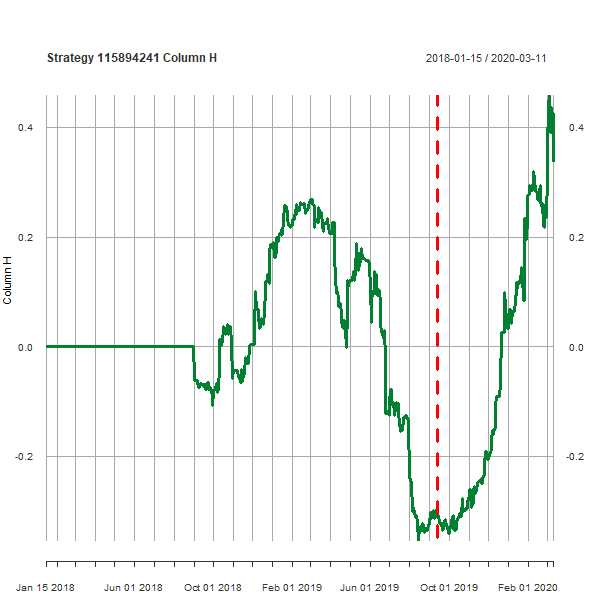 Strategy 115894241 Column H
2018-01-15 / 2020-03-11
Column H
0.4
0.4
0.2
0.2
0.0
0.0
-0.2
-0.2
Jan 15 2018
Jun 01 2018
Oct 01 2018
Feb 01 2019
Jun 01 2019
Oct 01 2019
Feb 01 2020